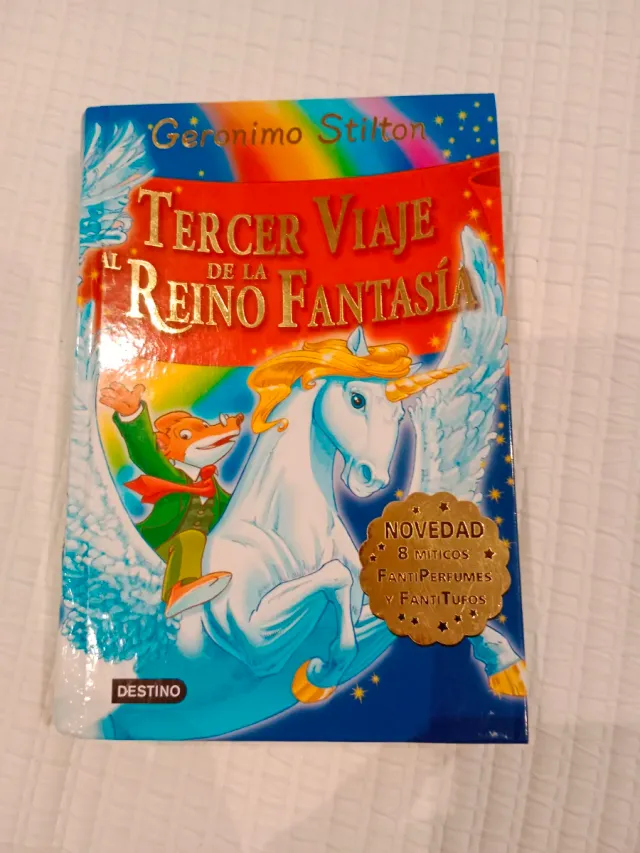 Geronimo Stilton
TERCER VIAJE
AL DE LA
REINO FANTASÍA
NOVEDAD
8 MÍTICOS
FANTIPERFUMES
Y FANTITUFOS
DESTINO